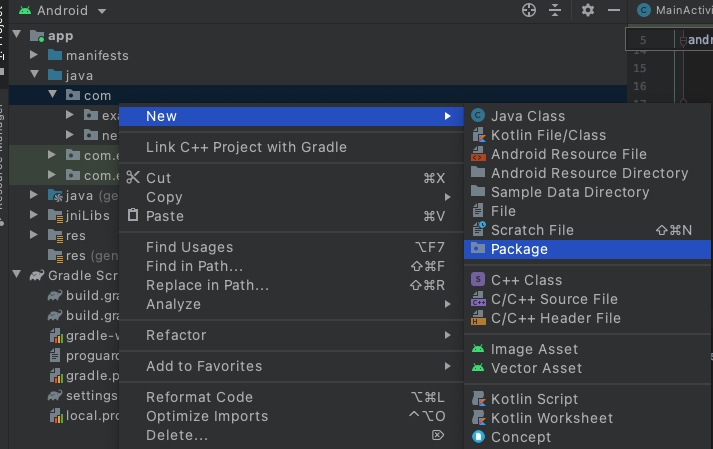 Android
MainActivi
1: Project
app
5
andr
manifests
14
java
15
com
16
exa
ne
com.e
com.e
java (ge
jniLibs
res
res (gen
Gradle Scr
build.gra
build.gra
gradle-w
proguard
gradle.p
settings
local.pro
Resource Manager
New
Link C++ Project with Gradle
Cut ⌘X
Copy
Paste ⌘V
Find Usages ⌥F7
Find in Path... ⇧⌘F
Replace in Path... ⇧⌘R
Analyze
Refactor
Add to Favorites
Reformat Code ⌥⌘L
Optimize Imports ⌃⌥O
Delete... ⌦
Java Class
Kotlin File/Class
Android Resource File
Android Resource Directory
Sample Data Directory
File
Scratch File ⇧⌘N
Package
C++ Class
C/C++ Source File
C/C++ Header File
Image Asset
Vector Asset
Kotlin Script
Kotlin Worksheet
Concept